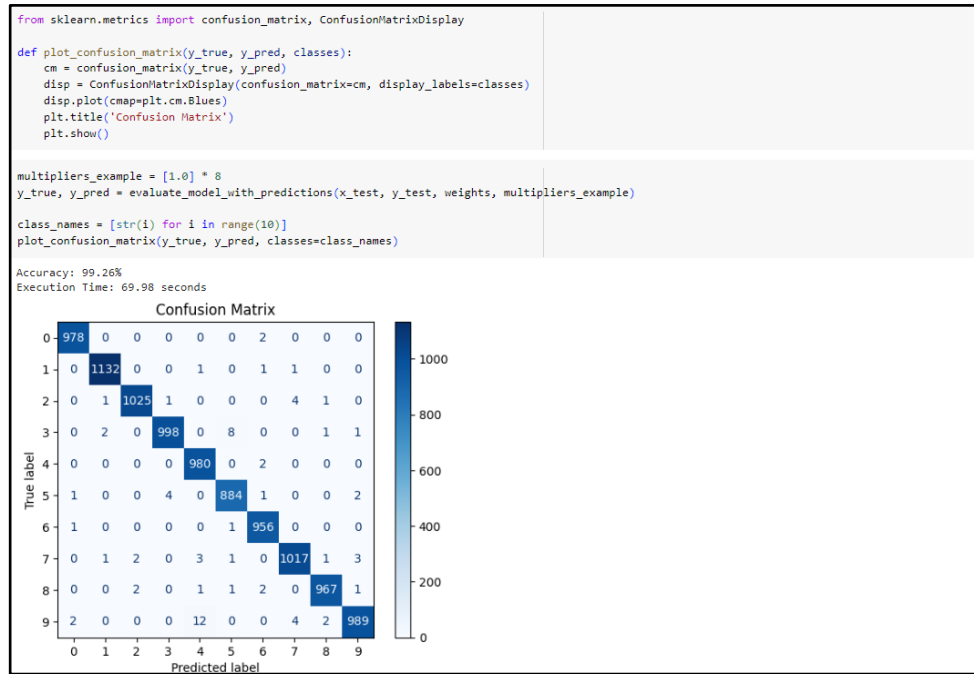 from sklearn.metrics import confusion_matrix, ConfusionMatrixDisplay
def plot_confusion_matrix(y_true, y_pred, classes):
    cm = confusion_matrix(y_true, y_pred)
    disp = ConfusionMatrixDisplay(confusion_matrix=cm, display_labels=classes)
    disp.plot(cmap=plt.cm.Blues)
    plt.title('Confusion Matrix')
    plt.show()
multipliers_example = [1.0] * 8
y_true, y_pred = evaluate_model_with_predictions(x_test, y_test, weights, multipliers_example)
class_names = [str(i) for i in range(10)]
plot_confusion_matrix(y_true, y_pred, classes=class_names)
Accuracy: 99.26%
Execution Time: 69.98 seconds
Confusion Matrix
True label
0 978 0 0 0 0 0 2 0 0 0
1 0 1132 0 0 1 0 1 1 0 0
2 0 1 1025 1 0 0 0 4 1 0
3 0 2 0 998 0 8 0 0 1 1
4 0 0 0 0 980 0 2 0 0 0
5 1 0 0 4 0 884 1 0 0 2
6 1 0 0 0 0 1 956 0 0 0
7 0 1 2 0 3 1 0 1017 1 3
8 0 0 2 0 1 1 2 0 967 1
9 2 0 0 0 12 0 0 4 2 989
0 1 2 3 4 5 6 7 8 9
Predicted label
1000
800
600
400
200
0